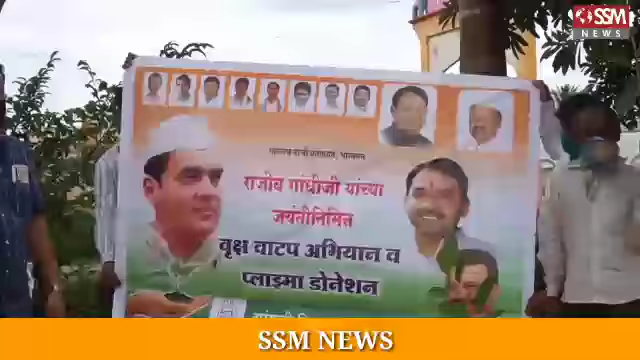 SSM
NEWS
राजीव गांधीजी यांच्या
जयंतीनिमित्त
वृक्ष वाटप अभियान व
प्लाझ्मा डोनेशन
SSM NEWS